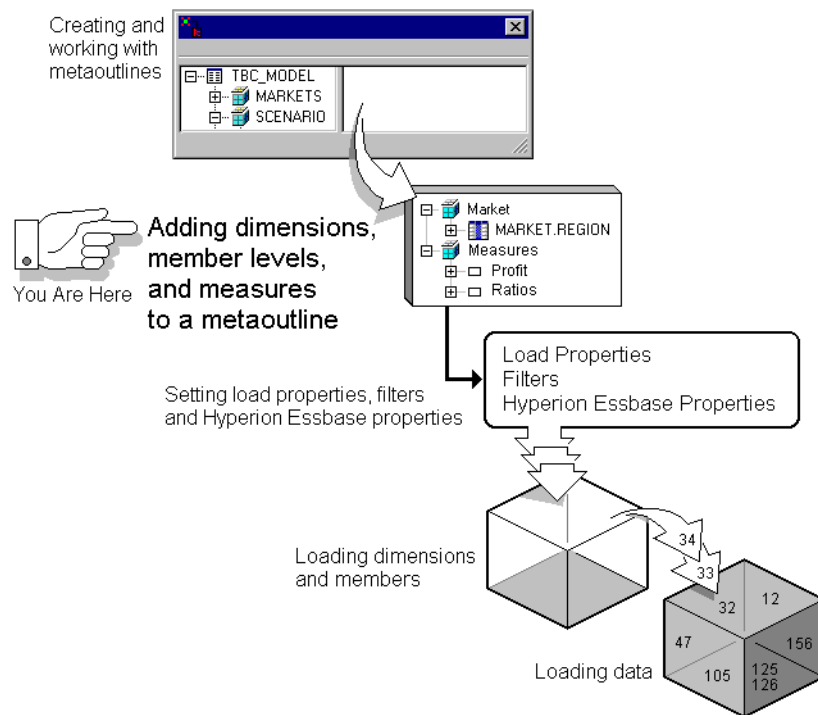 Creating and
working with
metaoutlines
TBC_MODEL
MARKETS
SCENARIO
Market
MARKET.REGION
Measures
Profit
Ratios
You Are Here
Adding dimensions,
member levels,
and measures
to a metaoutline
Load Properties
Filters
Hyperion Essbase Properties
Setting load properties, filters
and Hyperion Essbase properties
Loading dimensions
and members
34
33
32
12
47
156
105
125
126
Loading data